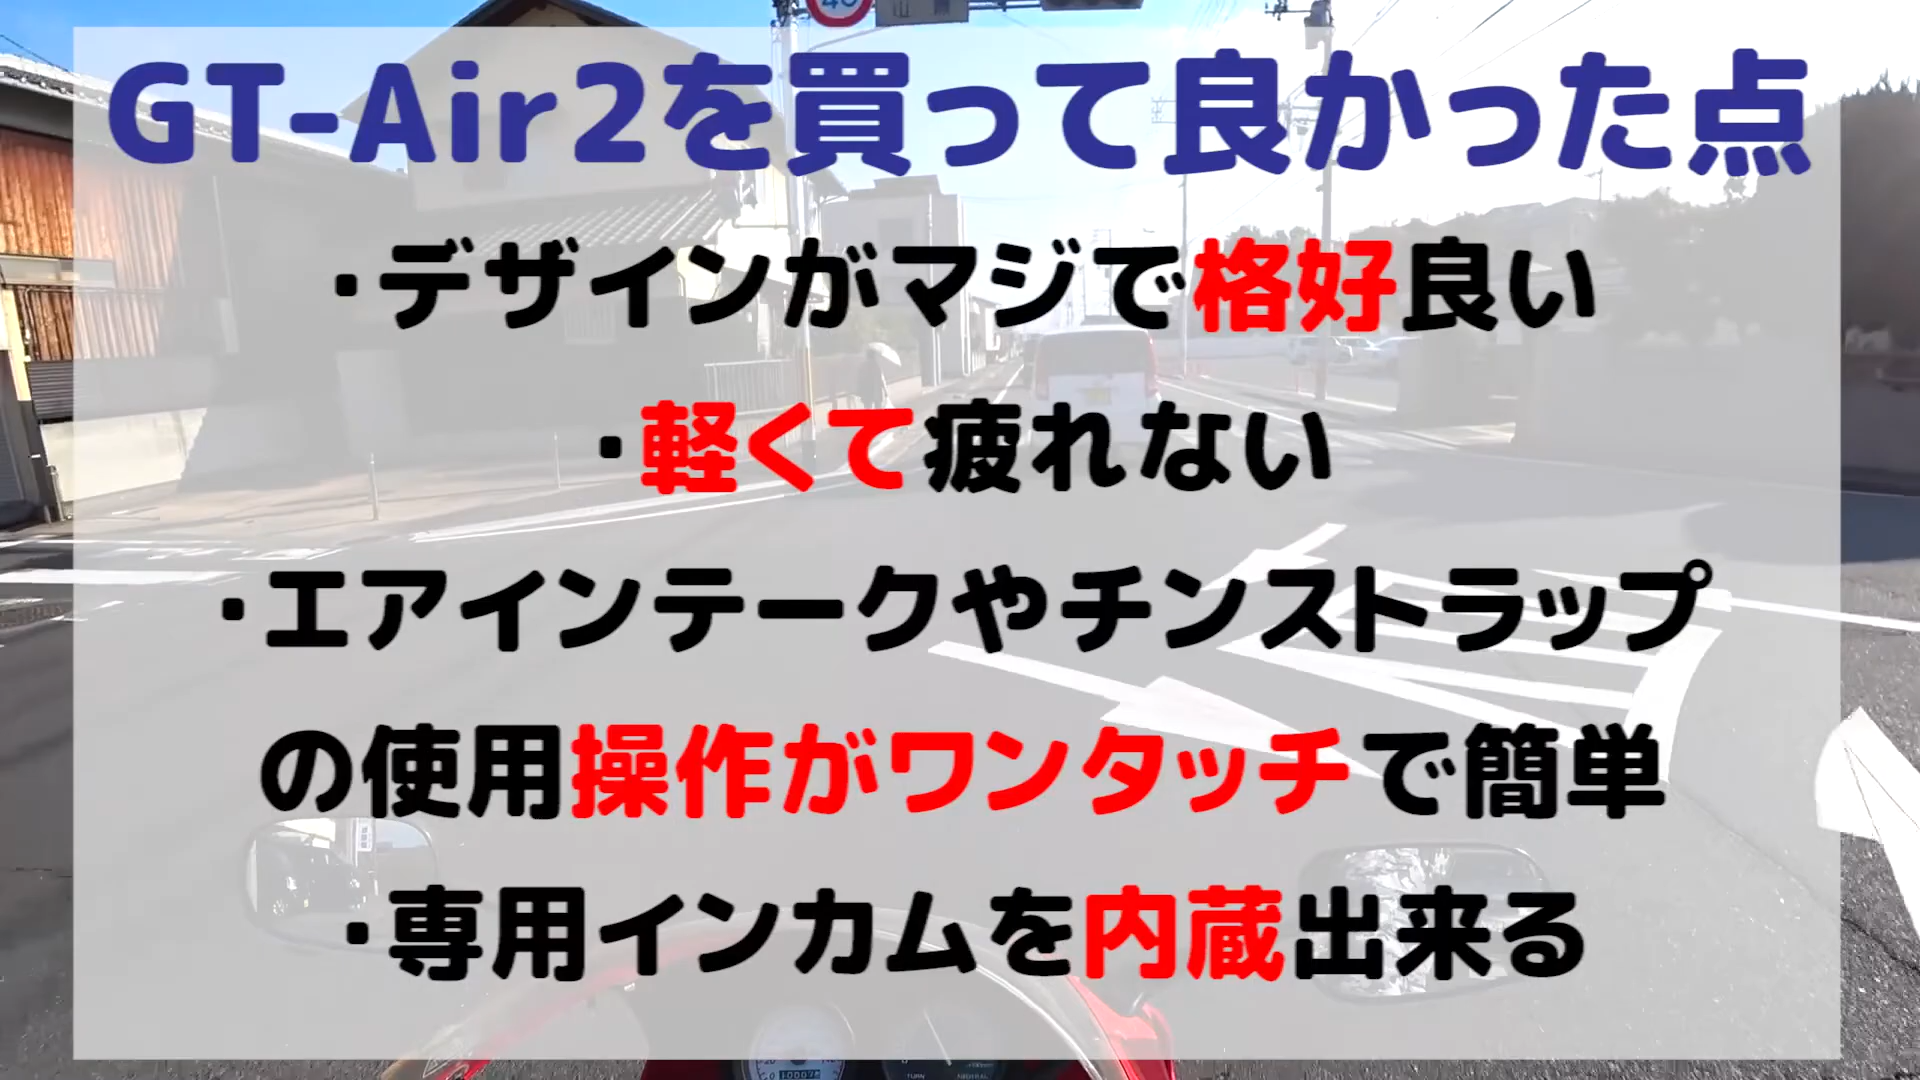 GT-Air2を買って良かった点
・デザインがマジで格好良い
・軽くて疲れない
・エアインテークやチンストラップ
の使用操作がワンタッチで簡単
・専用インカムを内蔵出来る
40
TURN